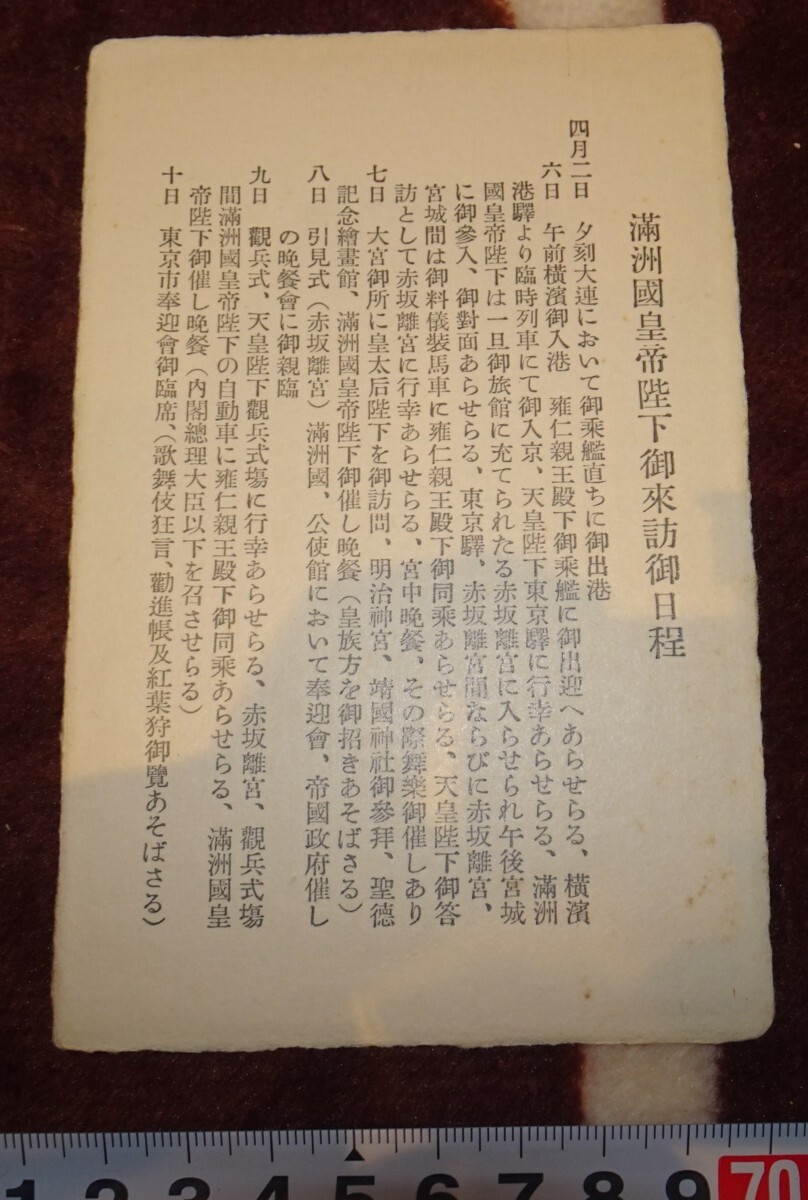 滿洲國皇帝陛下御來訪御日程
四月二日　夕刻大連において御乘艦直ちに御出港
六日　午前橫濱御入港　雍仁親王殿下御乘艦に御出迎へあらせらる、橫濱
港驛より臨時列車にて御入京、天皇陛下東京驛に行幸あらせらる、滿洲
國皇帝陛下は一旦御旅館に充てられたる赤坂離宮に入らせられ午後宮城
に御參入、御對面あらせらる、東京驛、赤坂離宮間ならびに赤坂離宮、
宮城間は御料儀裝馬車に雍仁親王殿下御同乘あらせらる、天皇陛下御答
訪として赤坂離宮に行幸あらせらる、宮中晚餐、その際舞樂御催しあり
七日　大宮御所に皇太后陛下を御訪問、明治神宮、靖國神社御參拜、聖德
記念繪畫館、滿洲國皇帝陛下御催し晚餐（皇族方を御招きあそばさる）
八日　引見式（赤坂離宮）滿洲國、公使館において奉迎會、帝國政府催し
の晚餐會に御親臨
九日　觀兵式、天皇陛下觀兵式塲に行幸あらせらる、赤坂離宮、觀兵式塲
間滿洲國皇帝陛下の自動車に雍仁親王殿下御同乘あらせらる、滿洲國皇
帝陛下御催し晚餐（內閣總理大臣以下を召させらる）
十日　東京市奉迎會御臨席、（歌舞伎狂言、勸進帳及紅葉狩御覽あそばさる）
1 2 3 4 5 6 7 8 9 70